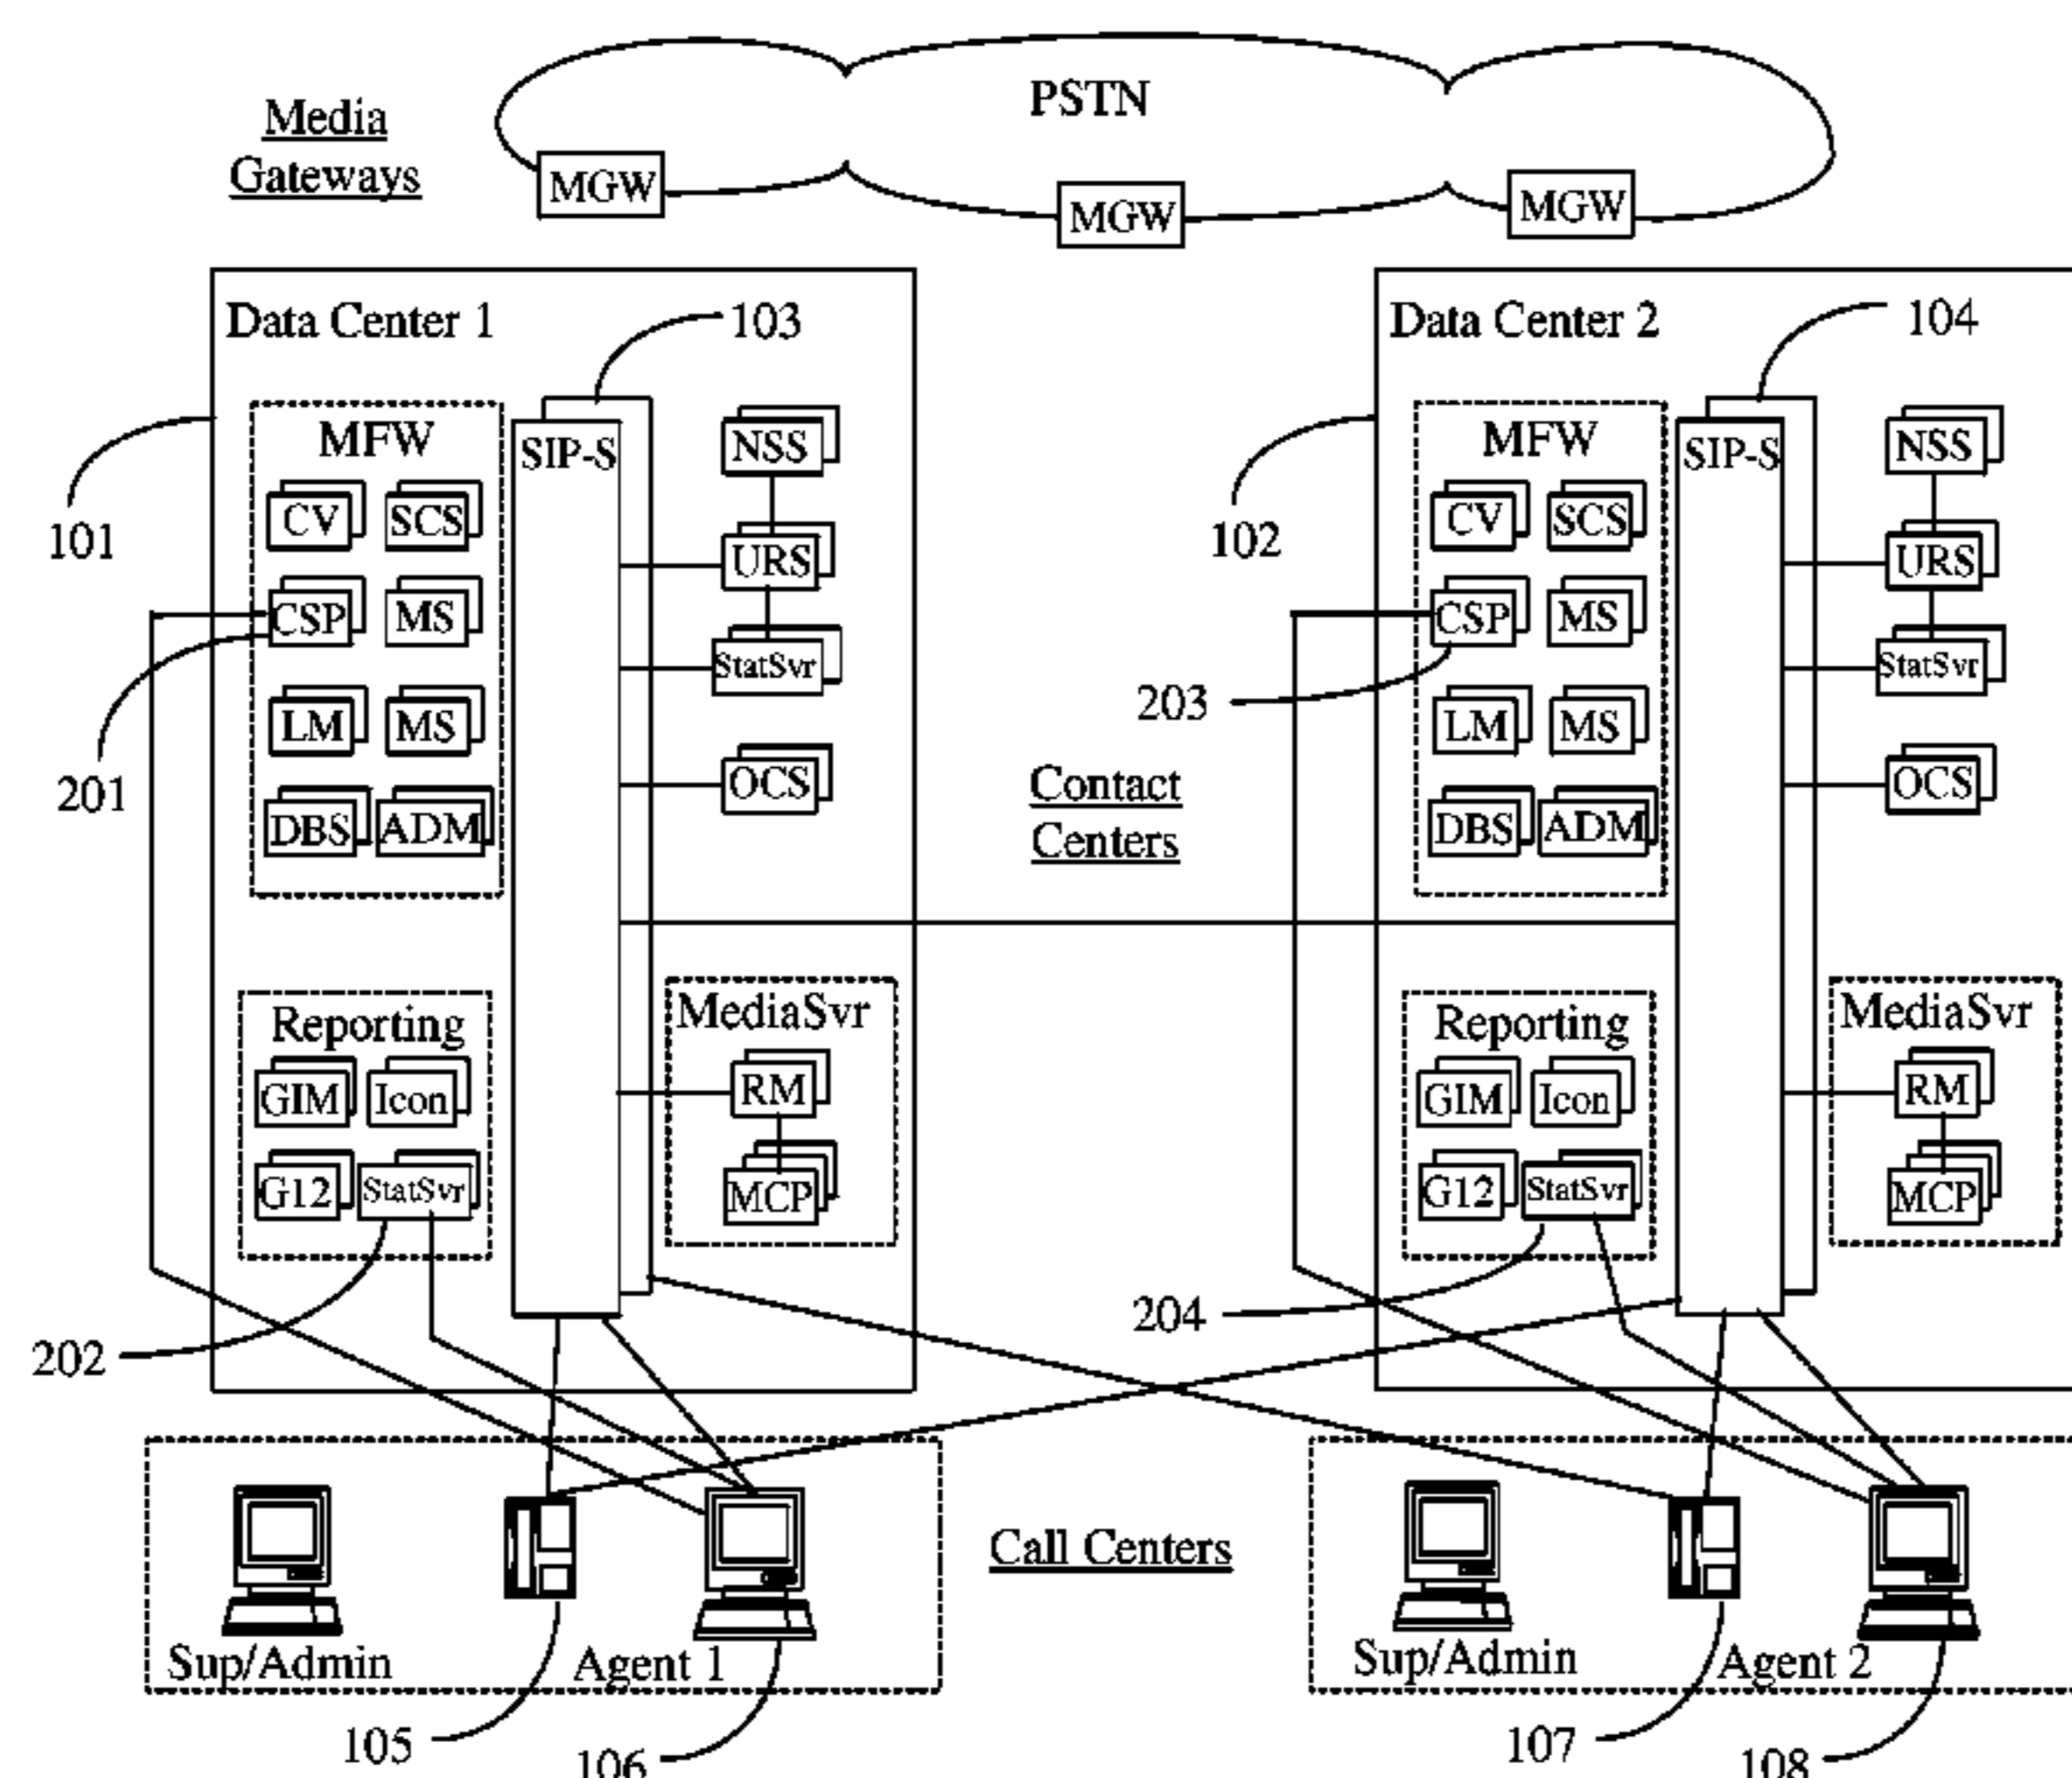 Media
Gateways
PSTN
MGW
MGW
MGW
Data Center 1
103
MFW
SIP-S
NSS
CV
SCS
URS
101
CSP
MS
StatSvr
LM
MS
201
OCS
DBS
ADM
Reporting
MediaSvr
GIM
Icon
RM
G12
StatSvr
MCP
202
Contact
Centers
Data Center 2
104
MFW
SIP-S
NSS
CV
SCS
URS
102
CSP
MS
StatSvr
203
LM
MS
OCS
DBS
ADM
Reporting
MediaSvr
GIM
Icon
RM
G12
StatSvr
MCP
204
Call Centers
Sup/Admin
Agent 1
105
106
Sup/Admin
Agent 2
107
108